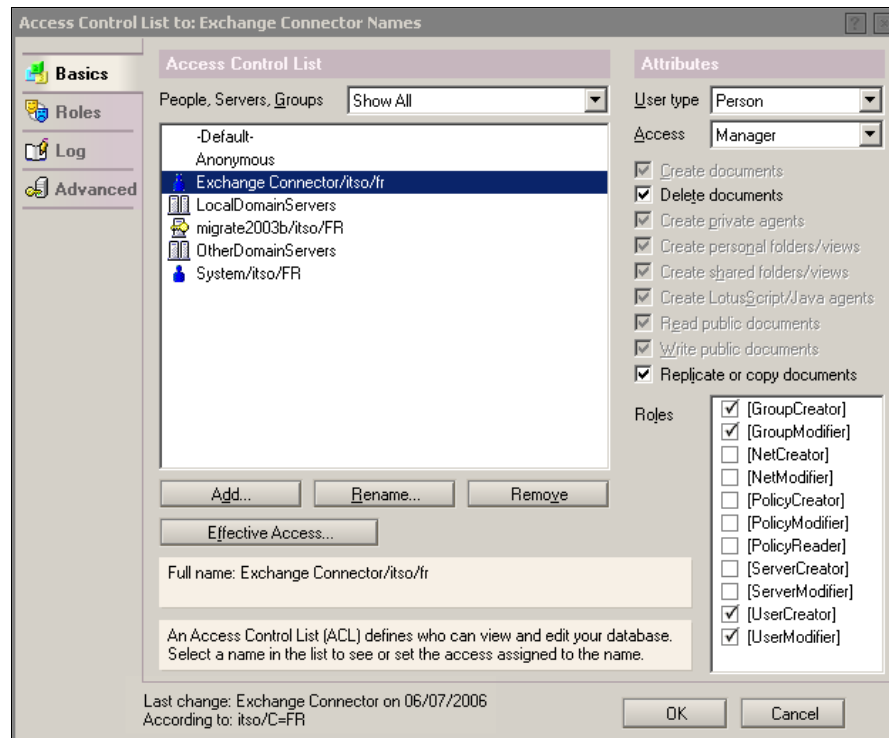 Access Control List to: Exchange Connector Names
?
Basics
Roles
Log
Advanced
Access Control List
People, Servers, Groups
Show All
-Default-
Anonymous
Exchange Connector/itso/fr
LocalDomainServers
migrate2003b/itso/FR
OtherDomainServers
System/itso/FR
Add...
Rename...
Remove
Effective Access...
Full name: Exchange Connector/itso/fr
An Access Control List (ACL) defines who can view and edit your database.
Select a name in the list to see or set the access assigned to the name.
Attributes
User type
Person
Access
Manager
Create documents
Delete documents
Create private agents
Create personal folders/views
Create shared folders/views
Create LotusScript/Java agents
Read public documents
Write public documents
Replicate or copy documents
Roles
[GroupCreator]
[GroupModifier]
[NetCreator]
[NetModifier]
[PolicyCreator]
[PolicyModifier]
[PolicyReader]
[ServerCreator]
[ServerModifier]
[UserCreator]
[UserModifier]
Last change: Exchange Connector on 06/07/2006
According to: itso/C=FR
OK
Cancel